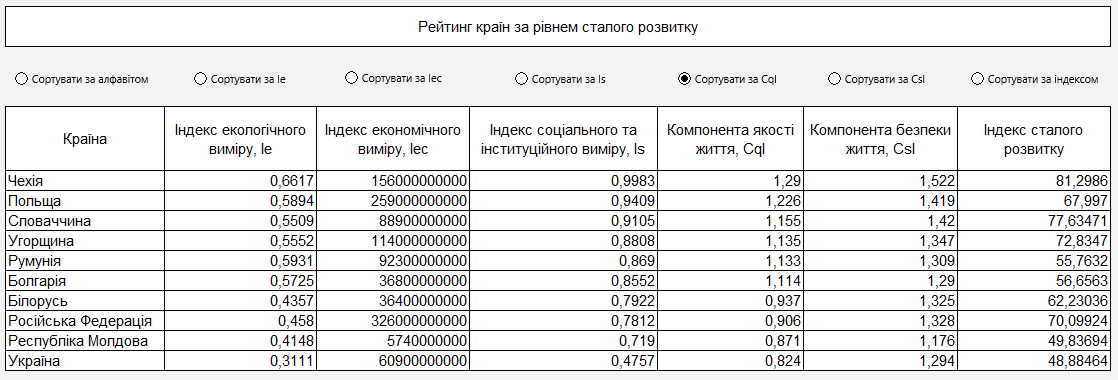 Рейтинг країн за рівнем сталого розвитку
Сортувати за алфавітом Сортувати за Ie Сортувати за Iec Сортувати за Is Сортувати за Cql Сортувати за Csl Сортувати за індексом
Країна Індекс екологічного виміру, Ie Індекс економічного виміру, Iec Індекс соціального та інституційного виміру, Is Компонента якості життя, Cql Компонента безпеки життя, Csl Індекс сталого розвитку
Чехія 0,6617 156000000000 0,9983 1,29 1,522 81,2986
Польща 0,5894 259000000000 0,9409 1,226 1,419 67,997
Словаччина 0,5509 88900000000 0,9105 1,155 1,42 77,63471
Угорщина 0,5552 114000000000 0,8808 1,135 1,347 72,8347
Румунія 0,5931 92300000000 0,869 1,133 1,309 55,7632
Болгарія 0,5725 36800000000 0,8552 1,114 1,29 56,6563
Білорусь 0,4357 36400000000 0,7922 0,937 1,325 62,23036
Російська Федерація 0,458 326000000000 0,7812 0,906 1,328 70,09924
Республіка Молдова 0,4148 5740000000 0,719 0,871 1,176 49,83694
Україна 0,3111 60900000000 0,4757 0,824 1,294 48,88464